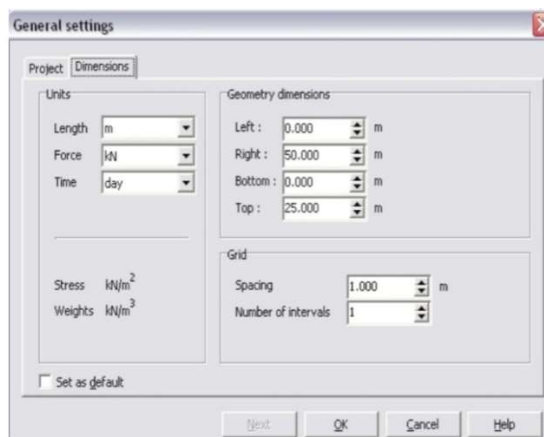 General settings
Project Dimensions
Units
Length m
Force kN
Time day
Stress kN/m²
Weights kN/m³
Geometry dimensions
Left : 0.000 m
Right : 50.000 m
Bottom : 0.000 m
Top : 25.000 m
Grid
Spacing 1.000 m
Number of intervals 1
Set as default
Next OK Cancel Help